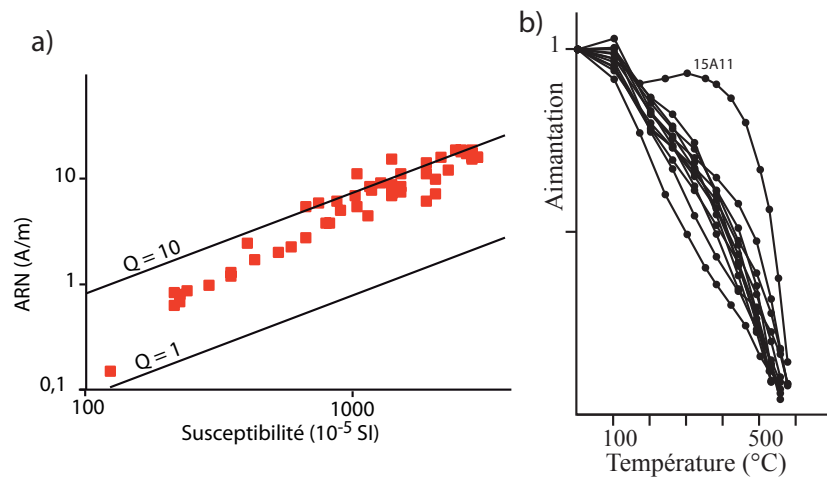 a)
ARN (A/m)
10
1
0,1
Q = 10
Q = 1
100
1000
Susceptibilité (10⁻⁵ SI)
b)
1
15A11
Aimantation
100
500
Température (°C)